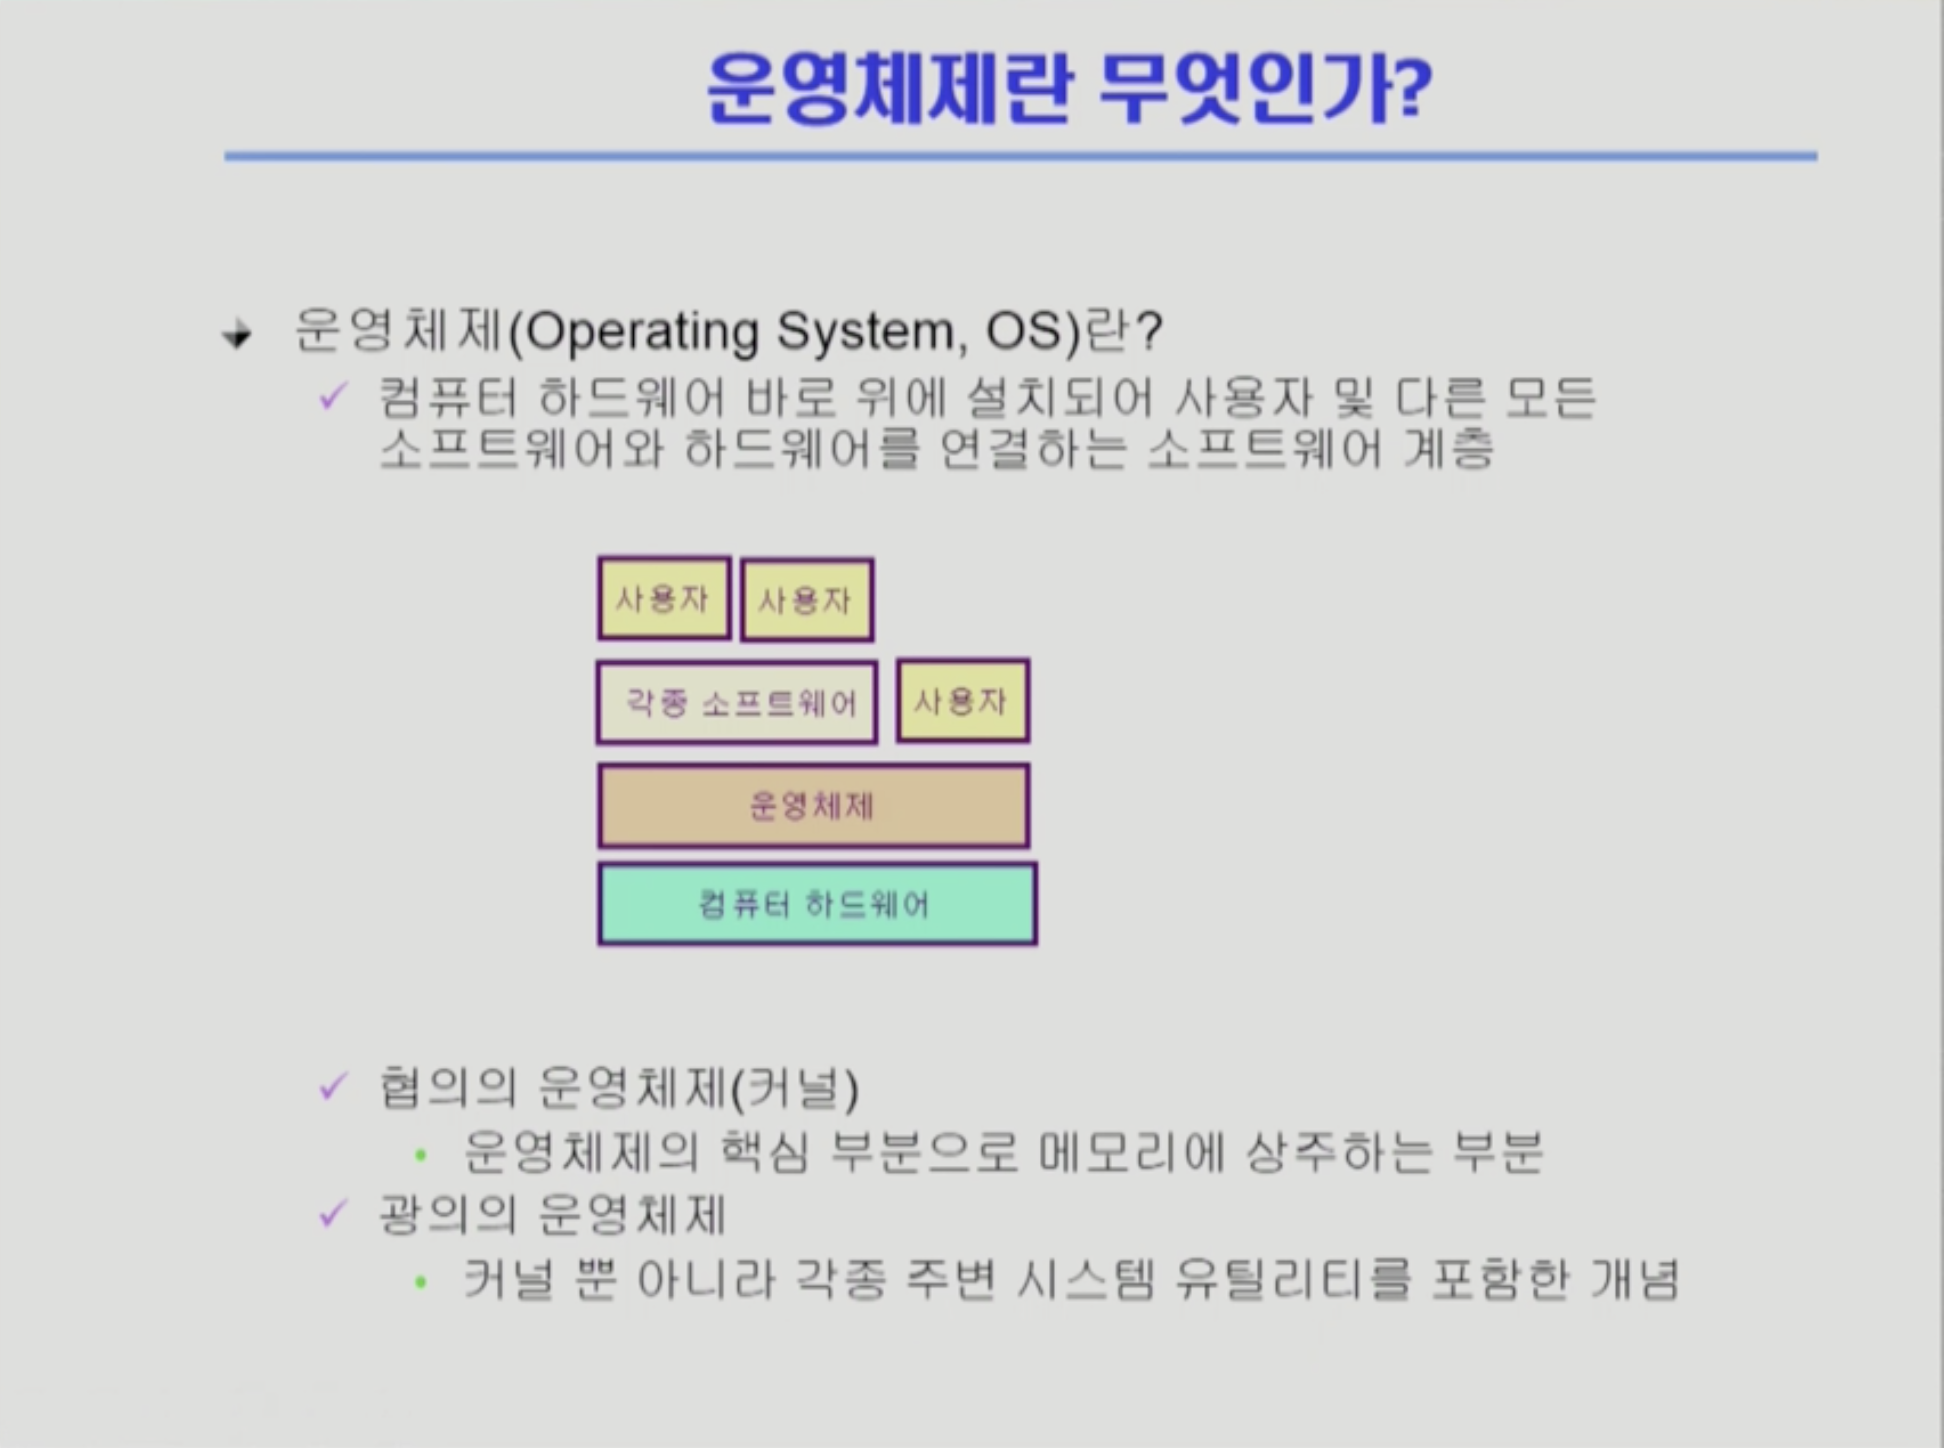 운영체제란 무엇인가?
운영체제(Operating System, OS)란?
컴퓨터 하드웨어 바로 위에 설치되어 사용자 및 다른 모든
소프트웨어와 하드웨어를 연결하는 소프트웨어 계층
사용자 사용자
각종 소프트웨어 사용자
운영체제
컴퓨터 하드웨어
협의의 운영체제(커널)
운영체제의 핵심 부분으로 메모리에 상주하는 부분
광의의 운영체제
커널 뿐 아니라 각종 주변 시스템 유틸리티를 포함한 개념